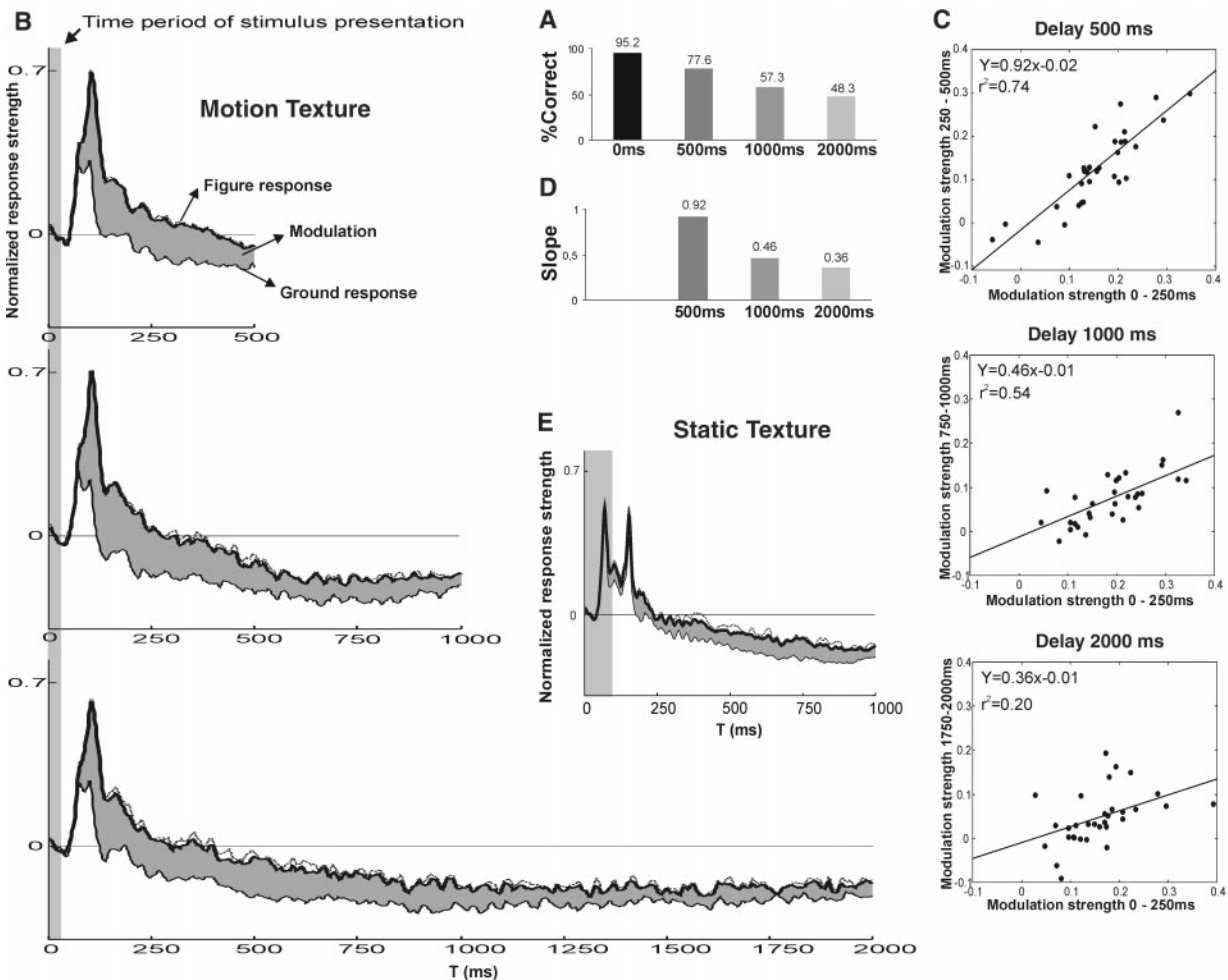 B
Time period of stimulus presentation
0.7
0
Normalized response strength
Motion Texture
Figure response
Modulation
Ground response
0 250 500
0.7
0
0 250 500 750 1000
0.7
0
0 250 500 750 1000 1250 1500 1750 2000
T (ms)
A
%Correct
100
50
0
95.2 77.6 57.3 48.3
0ms 500ms 1000ms 2000ms
D
Slope
1
0,5
0
0.92 0.46 0.36
500ms 1000ms 2000ms
E
Static Texture
Normalized response strength
0.7
0
0 250 500 750 1000
T (ms)
C
Delay 500 ms
Y=0.92x-0.02
r²=0.74
Modulation strength 250 - 500ms
0.4
0.3
0.2
0.1
0
-0.1
-0.1 0 0.1 0.2 0.3 0.4
Modulation strength 0 - 250ms
Delay 1000 ms
Y=0.46x-0.01
r²=0.54
Modulation strength 750-1000ms
0.4
0.3
0.2
0.1
0
-0.1
-0.1 0 0.1 0.2 0.3 0.4
Modulation strength 0 - 250ms
Delay 2000 ms
Y=0.36x-0.01
r²=0.20
Modulation strength 1750-2000ms
0.4
0.3
0.2
0.1
0
-0.1
-0.1 0 0.1 0.2 0.3 0.4
Modulation strength 0 - 250ms